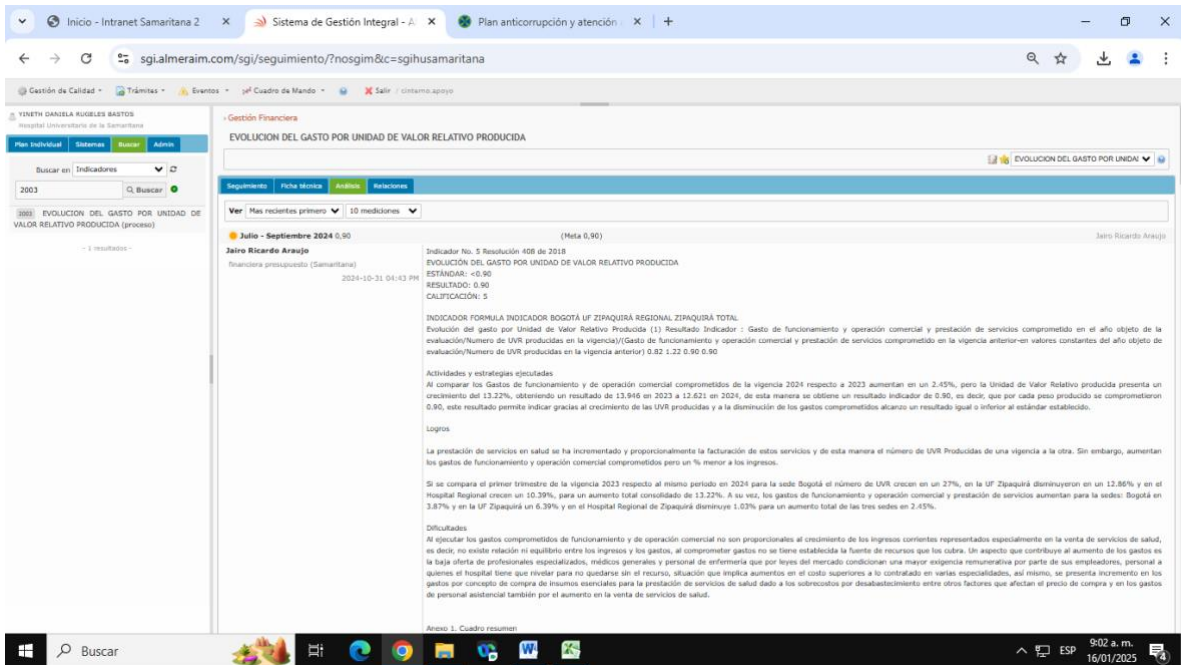 Inicio - Intranet Samaritana 2
Sistema de Gestión Integral - Al
Plan anticorrupción y atención
sgi.almeraim.com/sgi/seguimiento/?nosgim&c=sgihusamaritana
Gestión de Calidad
Trámites
Eventos
Cuadro de Mando
Salir / cinterno.apoyo
YINETH DANIELA RUGELES BASTOS
Hospital Universitario de la Samaritana
Plan Individual Sistemas Buscar Admin
Buscar en Indicadores
2003 Buscar
2003 EVOLUCION DEL GASTO POR UNIDAD DE
VALOR RELATIVO PRODUCIDA (proceso)
- 1 resultados -
› Gestión Financiera
EVOLUCION DEL GASTO POR UNIDAD DE VALOR RELATIVO PRODUCIDA
EVOLUCION DEL GASTO POR UNIDAI
Seguimiento Ficha técnica Análisis Relaciones
Ver Mas recientes primero 10 mediciones
Julio - Septiembre 2024 0,90 (Meta 0,90) Jairo Ricardo Araujo
Jairo Ricardo Araujo
financiera presupuesto (Samaritana)
2024-10-31 04:43 PM
Indicador No. 5 Resolución 408 de 2018
EVOLUCIÓN DEL GASTO POR UNIDAD DE VALOR RELATIVO PRODUCIDA
ESTÁNDAR: <0.90
RESULTADO: 0.90
CALIFICACIÓN: 5
INDICADOR FORMULA INDICADOR BOGOTÁ UF ZIPAQUIRÁ REGIONAL ZIPAQUIRÁ TOTAL
Evolución del gasto por Unidad de Valor Relativo Producida (1) Resultado Indicador : Gasto de funcionamiento y operación comercial y prestación de servicios comprometido en el año objeto de la
evaluación/Numero de UVR producidas en la vigencia)/(Gasto de funcionamiento y operación comercial y prestación de servicios comprometido en la vigencia anterior-en valores constantes del año objeto de
evaluación/Numero de UVR producidas en la vigencia anterior) 0.82 1.22 0.90 0.90
Actividades y estrategias ejecutadas
Al comparar los Gastos de funcionamiento y de operación comercial comprometidos de la vigencia 2024 respecto al 2023 aumentan en un 2.45%, pero la Unidad de Valor Relativo producida presenta un
crecimiento del 13.22%, obteniendo un resultado de 13.946 en 2023 a 12.621 en 2024, de esta manera se obtiene un resultado indicador de 0.90, es decir, que por cada peso producido se comprometieron
0.90, este resultado permite indicar gracias al crecimiento de las UVR producidas y a la disminución de los gastos comprometidos alcanzo un resultado igual o inferior al estándar establecido.
Logros
La prestación de servicios en salud se ha incrementado y proporcionalmente la facturación de estos servicios y de esta manera el número de UVR Producidas de una vigencia a la otra. Sin embargo, aumentan
los gastos de funcionamiento y operación comercial comprometidos pero un % menor a los ingresos.
Si se compara el primer trimestre de la vigencia 2023 respecto al mismo periodo en 2024 para la sede Bogotá el número de UVR crecen en un 27%, en la UF Zipaquirá disminuyeron en un 12.86% y en el
Hospital Regional crecen un 10.39%, para un aumento total consolidado de 13.22%. A su vez, los gastos de funcionamiento y operación comercial y prestación de servicios aumentan para la sedes: Bogotá en
3.87% y en la UF Zipaquirá un 6.39% y en el Hospital Regional de Zipaquirá disminuye 1.03% para un aumento total de las tres sedes en 2.45%.
Dificultades
Al ejecutar los gastos comprometidos de funcionamiento y de operación comercial no son proporcionales al crecimiento de los ingresos corrientes representados especialmente en la venta de servicios de salud,
es decir, no existe relación ni equilibrio entre los ingresos y los gastos, al comprometer gastos no se tiene establecida la fuente de recursos que los cubra. Un aspecto que contribuye al aumento de los gastos es
la baja oferta de profesionales especializados, médicos generales y personal de enfermería que por leyes del mercado condicionan una mayor exigencia remunerativa por parte de sus empleadores, personal a
quienes el hospital tiene que nivelar para no quedarse sin el recurso, situación que implica aumentos en el costo superiores a lo contratado en varias especialidades, así mismo, se presenta incremento en los
gastos por concepto de compra de insumos esenciales para la prestación de servicios de salud dado a los sobrecostos por desabastecimiento entre otros factores que afectan el precio de compra y en los gastos
de personal asistencial también por el aumento en la venta de servicios de salud.
Anexo 1. Cuadro resumen
Buscar
ESP
9:02 a. m.
16/01/2025
4